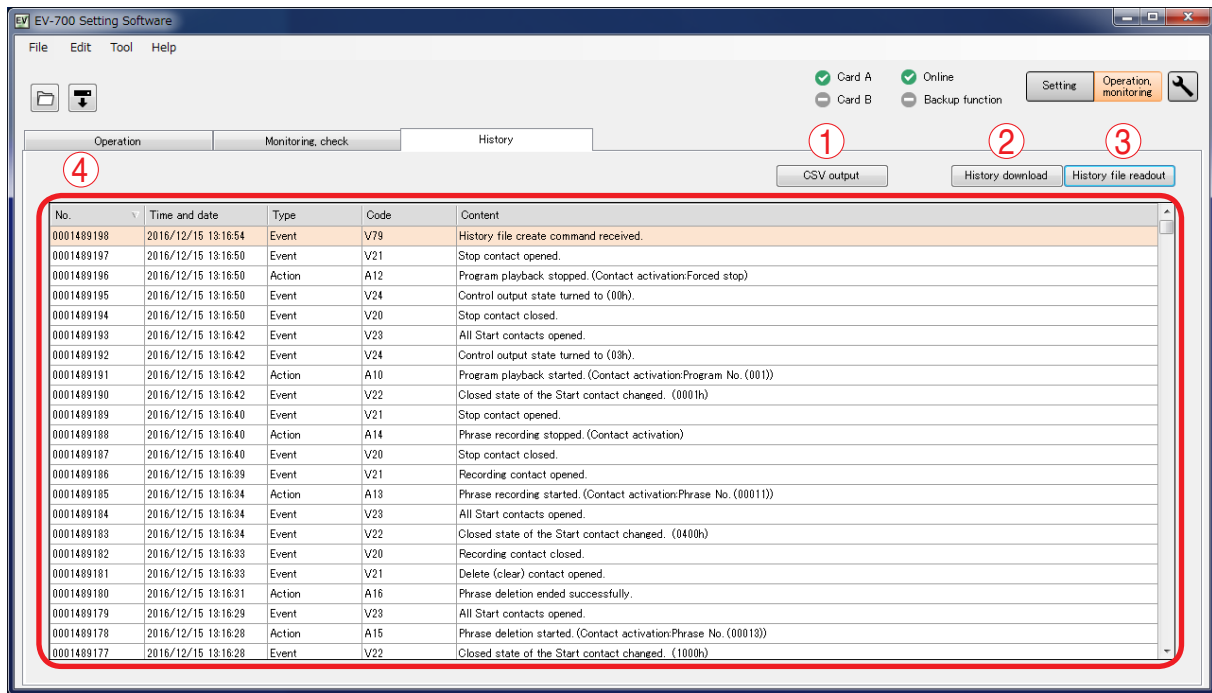 EV EV-700 Setting Software
File Edit Tool Help
Card A Online
Card B Backup function
Setting Operation, monitoring
Operation Monitoring, check History
① ② ③
④
CSV output History download History file readout
No. Time and date Type Code Content
0001489198 2016/12/15 13:16:54 Event V79 History file create command received.
0001489197 2016/12/15 13:16:50 Event V21 Stop contact opened.
0001489196 2016/12/15 13:16:50 Action A12 Program playback stopped. (Contact activation:Forced stop)
0001489195 2016/12/15 13:16:50 Event V24 Control output state turned to (00h).
0001489194 2016/12/15 13:16:50 Event V20 Stop contact closed.
0001489193 2016/12/15 13:16:42 Event V23 All Start contacts opened.
0001489192 2016/12/15 13:16:42 Event V24 Control output state turned to (03h).
0001489191 2016/12/15 13:16:42 Action A10 Program playback started. (Contact activation:Program No. (001))
0001489190 2016/12/15 13:16:42 Event V22 Closed state of the Start contact changed. (0001h)
0001489189 2016/12/15 13:16:40 Event V21 Stop contact opened.
0001489188 2016/12/15 13:16:40 Action A14 Phrase recording stopped. (Contact activation)
0001489187 2016/12/15 13:16:40 Event V20 Stop contact closed.
0001489186 2016/12/15 13:16:39 Event V21 Recording contact opened.
0001489185 2016/12/15 13:16:34 Action A13 Phrase recording started. (Contact activation:Phrase No. (00011))
0001489184 2016/12/15 13:16:34 Event V23 All Start contacts opened.
0001489183 2016/12/15 13:16:34 Event V22 Closed state of the Start contact changed. (0400h)
0001489182 2016/12/15 13:16:33 Event V20 Recording contact closed.
0001489181 2016/12/15 13:16:33 Event V21 Delete (clear) contact opened.
0001489180 2016/12/15 13:16:31 Action A16 Phrase deletion ended successfully.
0001489179 2016/12/15 13:16:29 Event V23 All Start contacts opened.
0001489178 2016/12/15 13:16:28 Action A15 Phrase deletion started. (Contact activation:Phrase No. (00013))
0001489177 2016/12/15 13:16:28 Event V22 Closed state of the Start contact changed. (1000h)